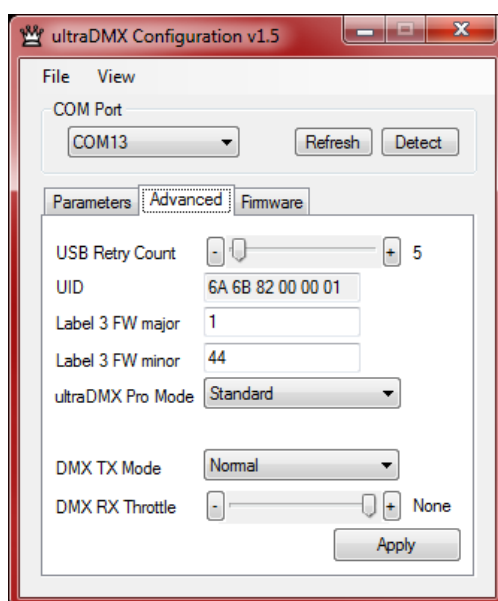 ultraDMX Configuration v1.5
File View
COM Port
COM13 Refresh Detect
Parameters Advanced Firmware
USB Retry Count - + 5
UID 6A 6B 82 00 00 01
Label 3 FW major 1
Label 3 FW minor 44
ultraDMX Pro Mode Standard
DMX TX Mode Normal
DMX RX Throttle - + None
Apply